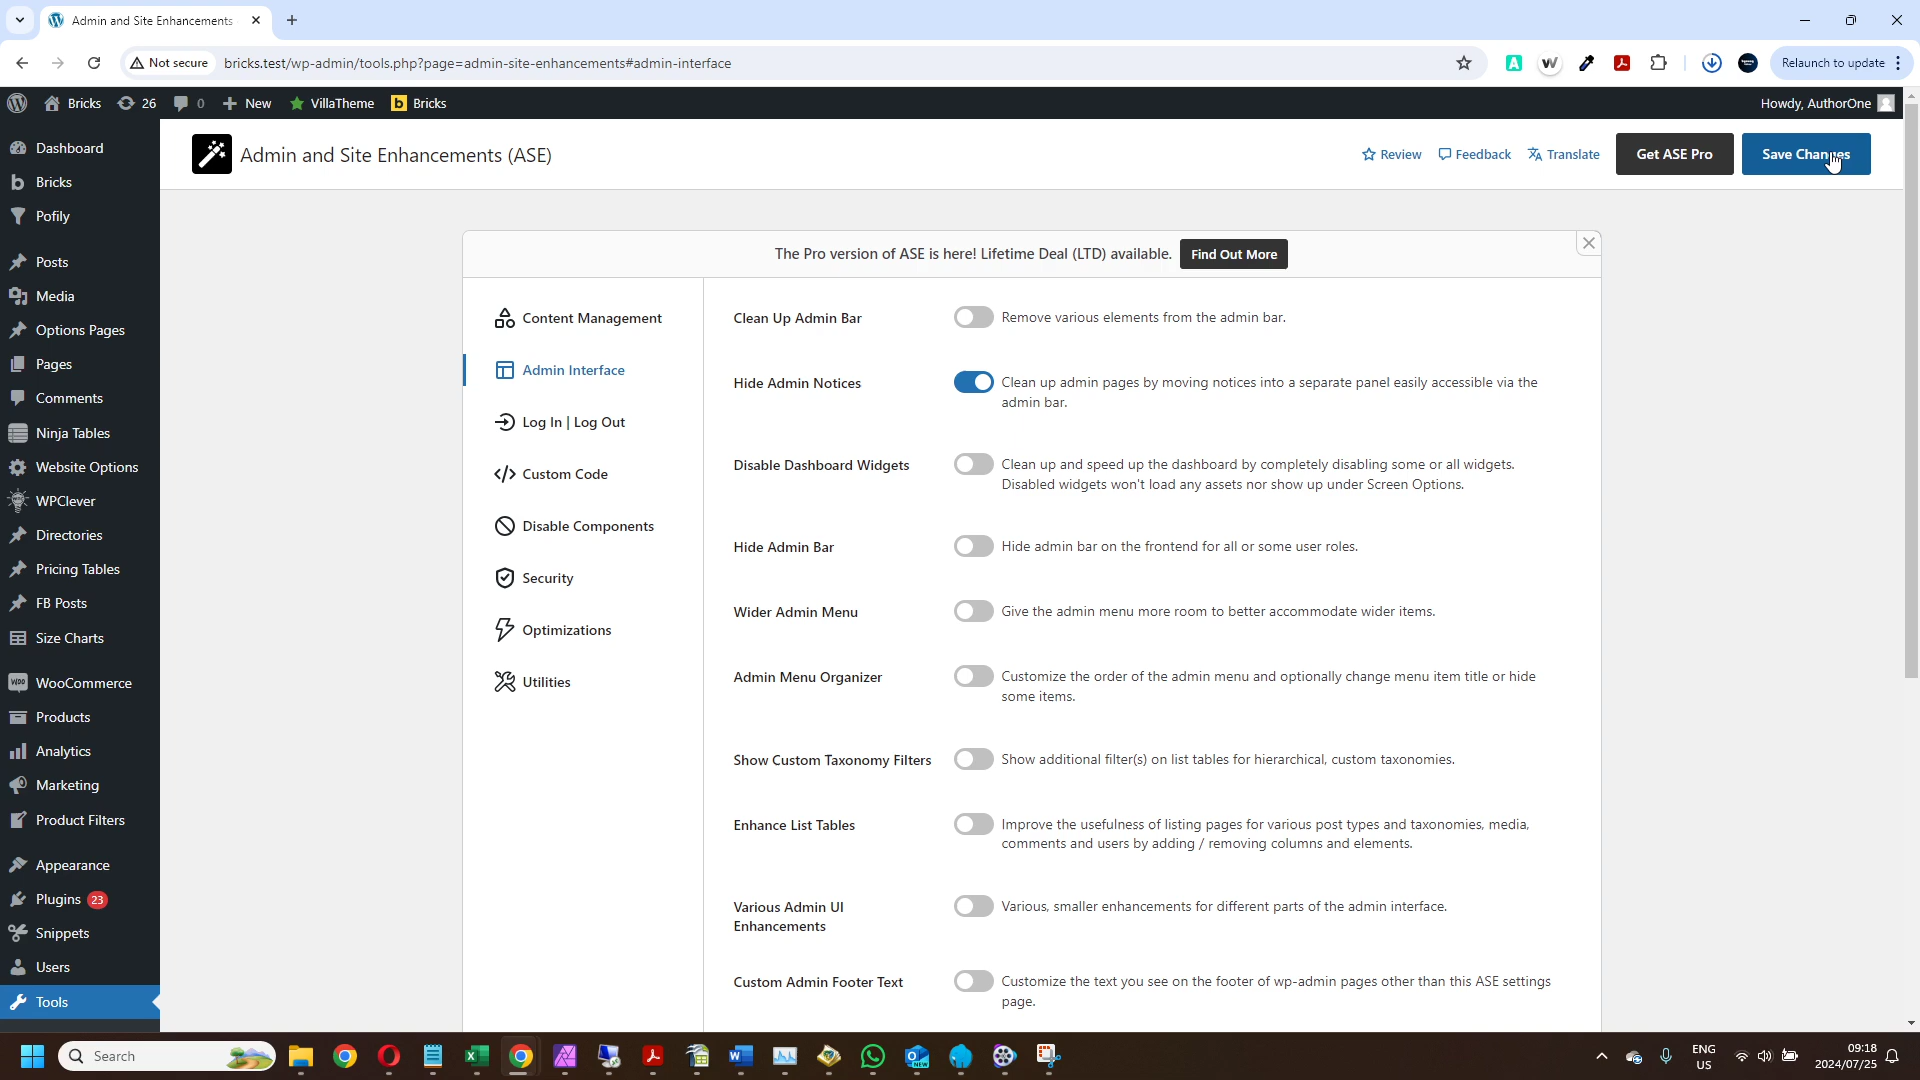 Admin and Site Enhancements
Not secure
bricks.test/wp-admin/tools.php?page=admin-site-enhancements#admin-interface
Relaunch to update
Bricks
26
0
New
VillaTheme
b Bricks
Howdy, AuthorOne
Dashboard
Bricks
Pofily
Posts
Media
Options Pages
Pages
Comments
Ninja Tables
Website Options
WPClever
Directories
Pricing Tables
FB Posts
Size Charts
WooCommerce
Products
Analytics
Marketing
Product Filters
Appearance
Plugins 23
Snippets
Users
Tools
Admin and Site Enhancements (ASE)
Review
Feedback
Translate
Get ASE Pro
Save Changes
The Pro version of ASE is here! Lifetime Deal (LTD) available.
Find Out More
Content Management
Admin Interface
Log In | Log Out
Custom Code
Disable Components
Security
Optimizations
Utilities
Clean Up Admin Bar
Remove various elements from the admin bar.
Hide Admin Notices
Clean up admin pages by moving notices into a separate panel easily accessible via the
admin bar.
Disable Dashboard Widgets
Clean up and speed up the dashboard by completely disabling some or all widgets.
Disabled widgets won't load any assets nor show up under Screen Options.
Hide Admin Bar
Hide admin bar on the frontend for all or some user roles.
Wider Admin Menu
Give the admin menu more room to better accommodate wider items.
Admin Menu Organizer
Customize the order of the admin menu and optionally change menu item title or hide
some items.
Show Custom Taxonomy Filters
Show additional filter(s) on list tables for hierarchical, custom taxonomies.
Enhance List Tables
Improve the usefulness of listing pages for various post types and taxonomies, media,
comments and users by adding / removing columns and elements.
Various Admin UI
Enhancements
Various, smaller enhancements for different parts of the admin interface.
Custom Admin Footer Text
Customize the text you see on the footer of wp-admin pages other than this ASE settings
page.
Search
ENG
US
09:18
2024/07/25